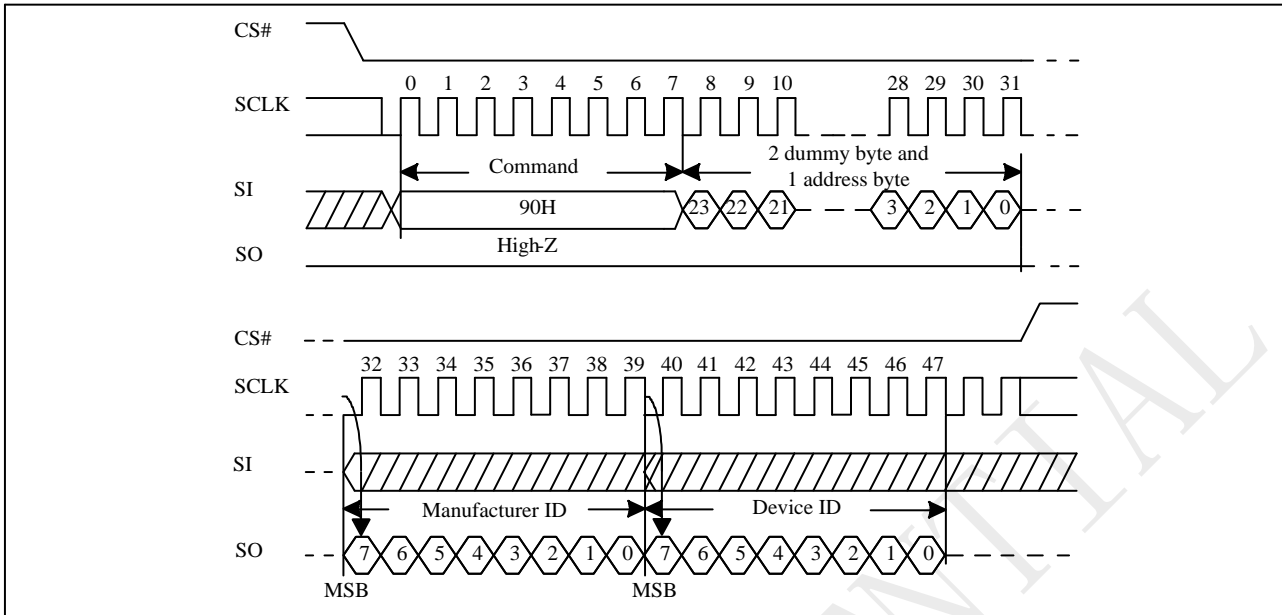 CS#
0 1 2 3 4 5 6 7 8 9 10 28 29 30 31
SCLK
Command
2 dummy byte and
1 address byte
SI
90H
23 22 21 3 2 1 0
High-Z
SO
CS#
32 33 34 35 36 37 38 39 40 41 42 43 44 45 46 47
SCLK
SI
Manufacturer ID
Device ID
SO
7 6 5 4 3 2 1 0 7 6 5 4 3 2 1 0
MSB
MSB
NTIAL